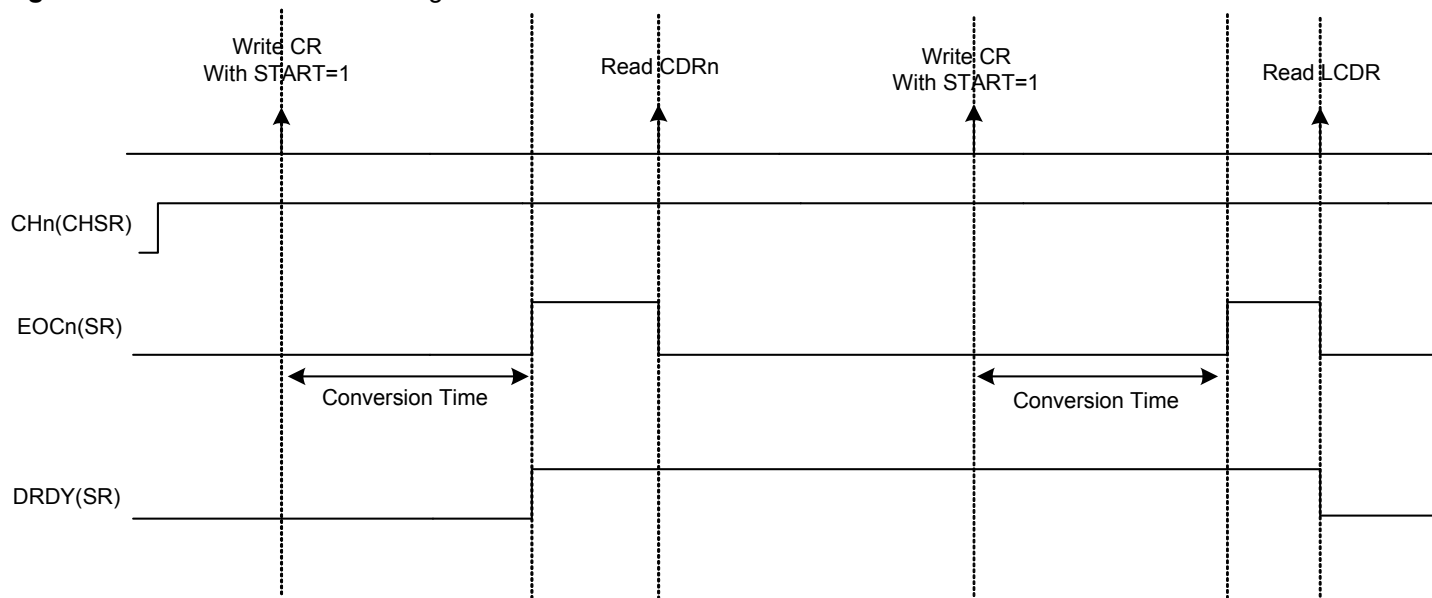 Write CR
With START=1
Read CDRn
Write CR
With START=1
Read LCDR
CHn(CHSR)
EOCn(SR)
Conversion Time
Conversion Time
DRDY(SR)